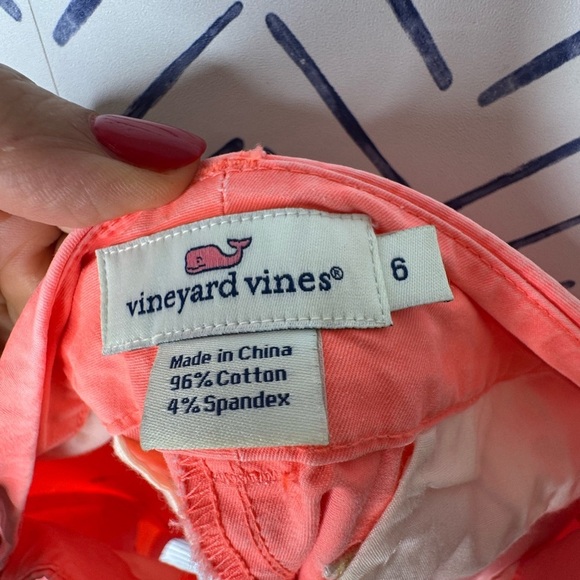 vineyard vines® 6
Made in China
96% Cotton
4% Spandex